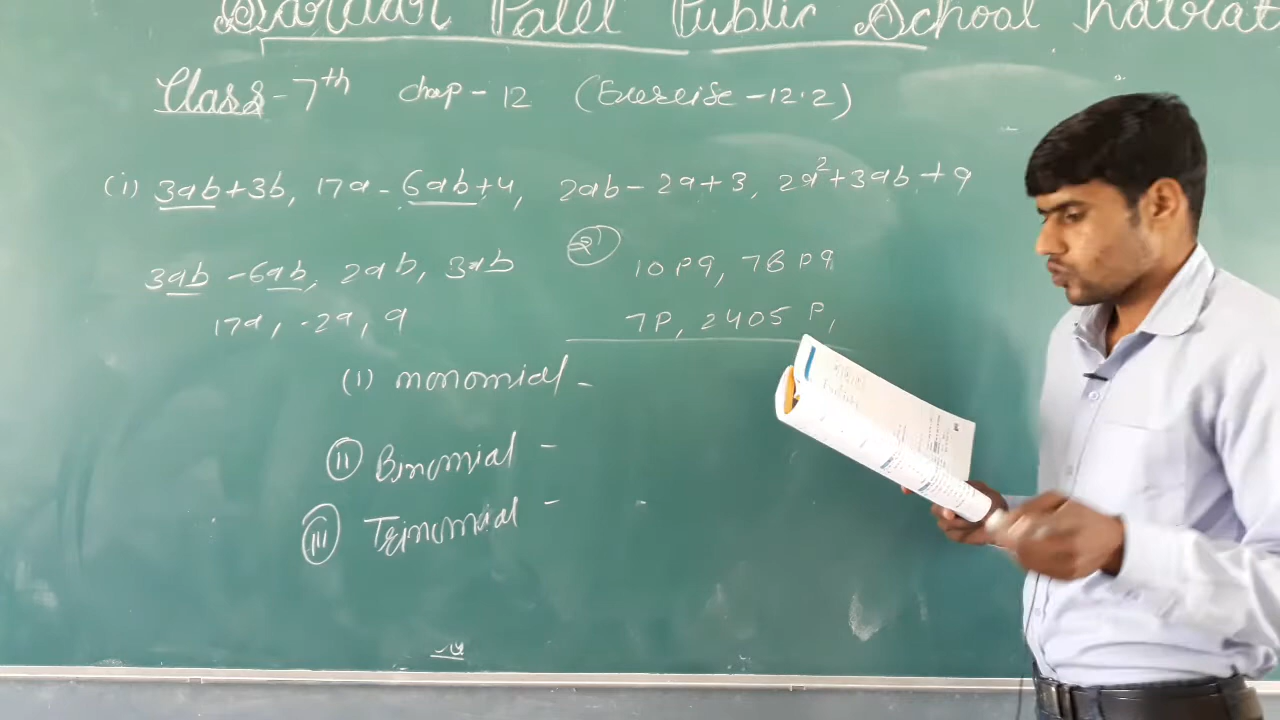 Sardar Patel Public School
Class - 7th chap - 12 (Exercise - 12.2)
(i) 3ab + 3b, 17a - 6ab + 4, 2ab - 2a + 3, 2a² + 3ab + 9
3ab - 6ab, 2ab, 3ab
17a, -2a, 9
2) 10pq, 78pq
7P, 2405 P,
(i) monomial -
(ii) Binomial -
(iii) Trinomial -